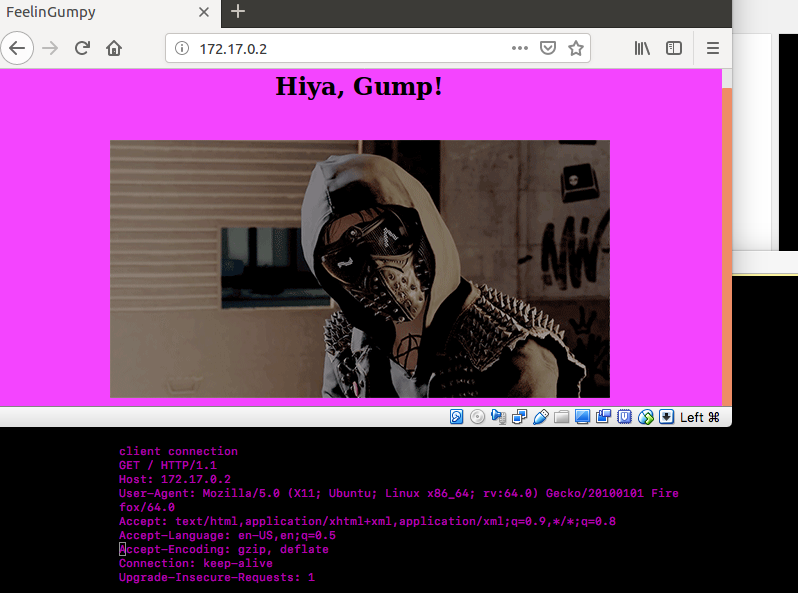 FeelinGumpy
172.17.0.2
Hiya, Gump!
MW
Left ⌘
client connection
GET / HTTP/1.1
Host: 172.17.0.2
User-Agent: Mozilla/5.0 (X11; Ubuntu; Linux x86_64; rv:64.0) Gecko/20100101 Fire
fox/64.0
Accept: text/html,application/xhtml+xml,application/xml;q=0.9,*/*;q=0.8
Accept-Language: en-US,en;q=0.5
Accept-Encoding: gzip, deflate
Connection: keep-alive
Upgrade-Insecure-Requests: 1